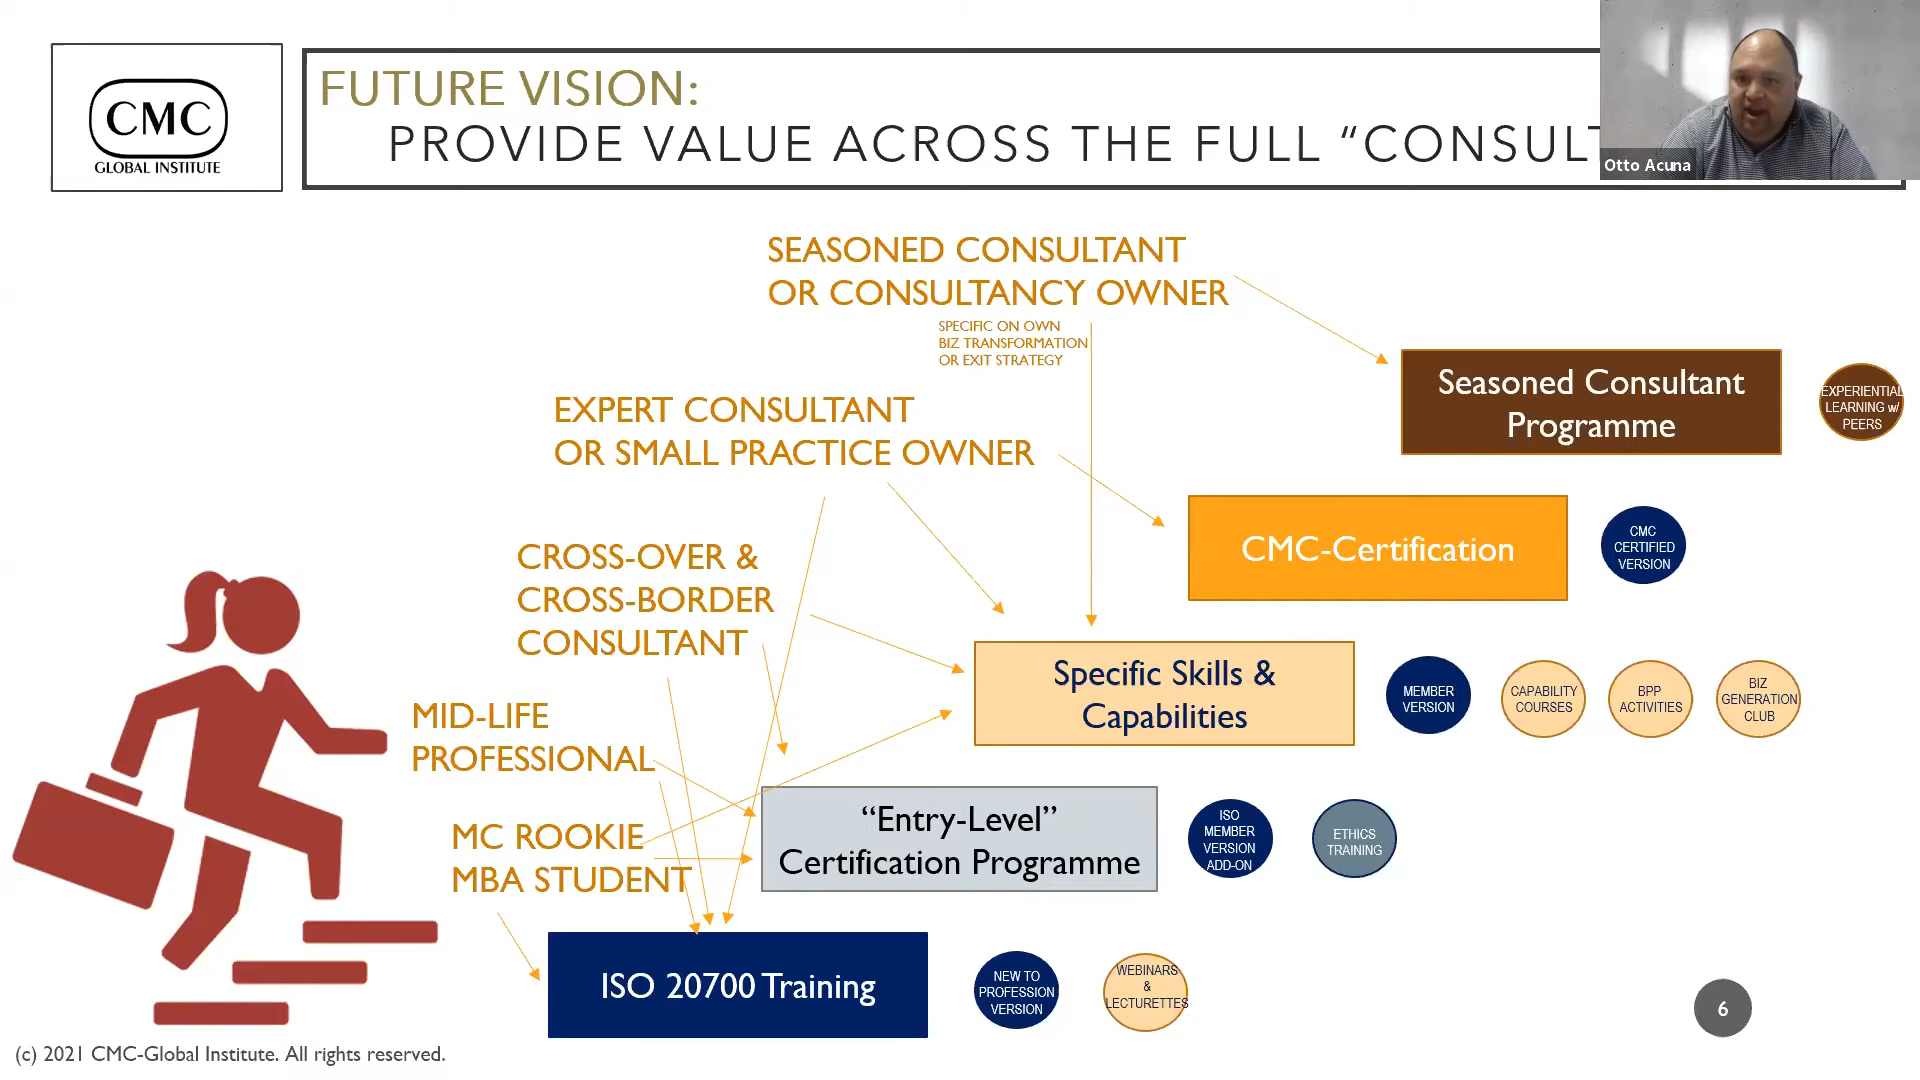 CMC
GLOBAL INSTITUTE
FUTURE VISION:
PROVIDE VALUE ACROSS THE FULL “CONSULT
Otto Acuna
SEASONED CONSULTANT
OR CONSULTANCY OWNER
SPECIFIC ON OWN
BIZ TRANSFORMATION
OR EXIT STRATEGY
Seasoned Consultant
Programme
EXPERIENTIAL
LEARNING w/
PEERS
EXPERT CONSULTANT
OR SMALL PRACTICE OWNER
CMC-Certification
CMC
CERTIFIED
VERSION
CROSS-OVER &
CROSS-BORDER
CONSULTANT
Specific Skills &
Capabilities
MEMBER
VERSION
CAPABILITY
COURSES
BPP
ACTIVITIES
BIZ
GENERATION
CLUB
MID-LIFE
PROFESSIONAL
“Entry-Level”
Certification Programme
ISO
MEMBER
VERSION
ADD-ON
ETHICS
TRAINING
MC ROOKIE
MBA STUDENT
ISO 20700 Training
NEW TO
PROFESSION
VERSION
WEBINARS
&
LECTURETTES
6
(c) 2021 CMC-Global Institute. All rights reserved.